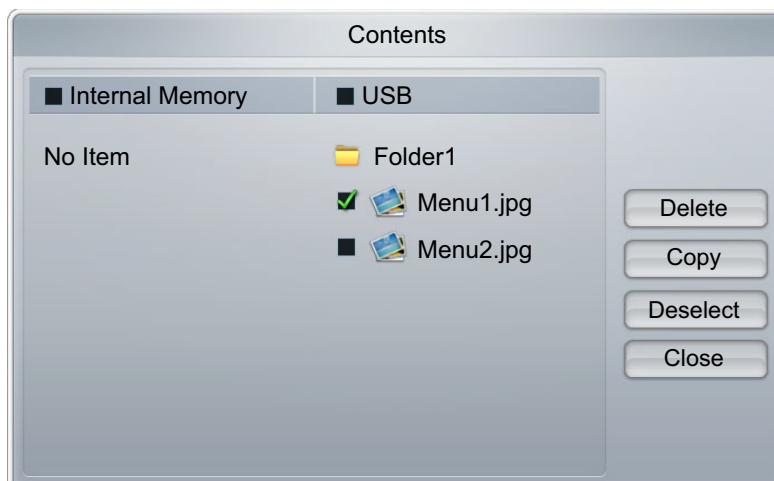 Contents
Internal Memory
USB
No Item
Folder1
Menu1.jpg
Menu2.jpg
Delete
Copy
Deselect
Close